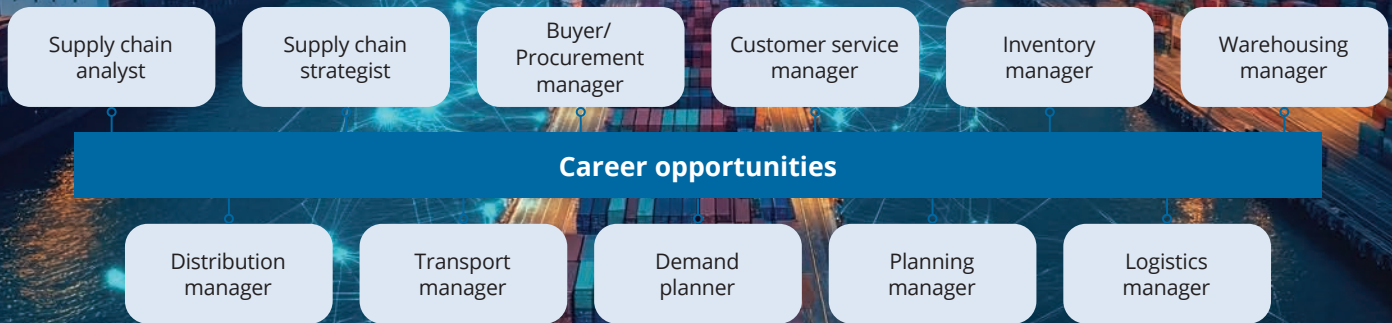 Supply chain
analyst
Supply chain
strategist
Buyer/
Procurement
manager
Customer service
manager
Inventory
manager
Warehousing
manager
Career opportunities
Distribution
manager
Transport
manager
Demand
planner
Planning
manager
Logistics
manager